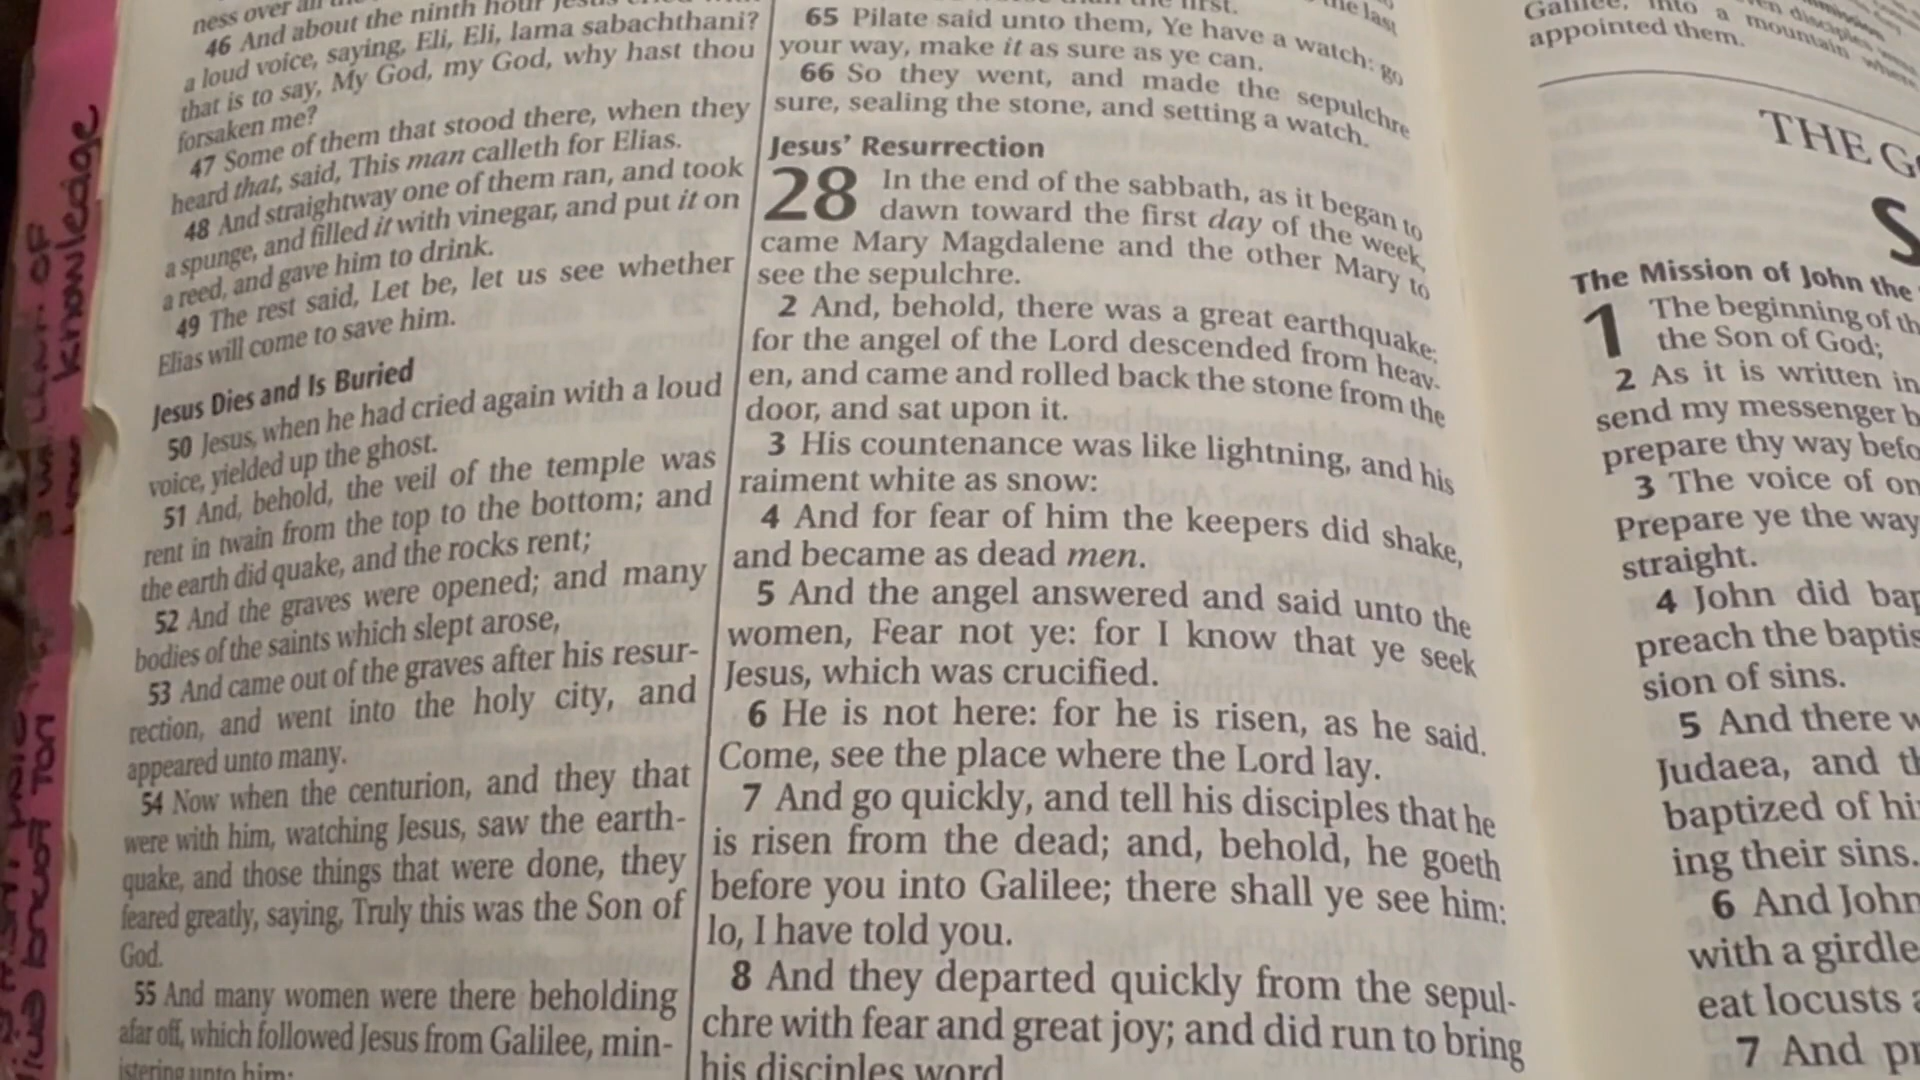 ness over all the
46 And about the ninth hour Jesus cried with
a loud voice, saying, Eli, Eli, lama sabachthani?
that is to say, My God, my God, why hast thou
forsaken me?
47 Some of them that stood there, when they
heard that, said, This man calleth for Elias.
48 And straightway one of them ran, and took
a spunge, and filled it with vinegar, and put it on
a reed, and gave him to drink.
49 The rest said, Let be, let us see whether
Elias will come to save him.
Jesus Dies and Is Buried
50 Jesus, when he had cried again with a loud
voice, yielded up the ghost.
51 And, behold, the veil of the temple was
rent in twain from the top to the bottom; and
the earth did quake, and the rocks rent;
52 And the graves were opened; and many
bodies of the saints which slept arose,
53 And came out of the graves after his resur-
rection, and went into the holy city, and
appeared unto many.
54 Now when the centurion, and they that
were with him, watching Jesus, saw the earth-
quake, and those things that were done, they
feared greatly, saying, Truly this was the Son of
God.
55 And many women were there beholding
afar off, which followed Jesus from Galilee, min-
istering unto him:
the last
first.
65 Pilate said unto them, Ye have a watch: go
your way, make it as sure as ye can.
66 So they went, and made the sepulchre
sure, sealing the stone, and setting a watch.
Jesus' Resurrection
28 In the end of the sabbath, as it began to
dawn toward the first day of the week,
came Mary Magdalene and the other Mary to
see the sepulchre.
2 And, behold, there was a great earthquake:
for the angel of the Lord descended from heav-
en, and came and rolled back the stone from the
door, and sat upon it.
3 His countenance was like lightning, and his
raiment white as snow:
4 And for fear of him the keepers did shake,
and became as dead men.
5 And the angel answered and said unto the
women, Fear not ye: for I know that ye seek
Jesus, which was crucified.
6 He is not here: for he is risen, as he said.
Come, see the place where the Lord lay.
7 And go quickly, and tell his disciples that he
is risen from the dead; and, behold, he goeth
before you into Galilee; there shall ye see him:
lo, I have told you.
8 And they departed quickly from the sepul-
chre with fear and great joy; and did run to bring
his disciples word
Galilee, into a mountain where
appointed them.
THE G
S
The Mission of John the
1 The beginning of th
the Son of God;
2 As it is written in
send my messenger b
prepare thy way befo
3 The voice of on
Prepare ye the way
straight.
4 John did bap
preach the baptis
sion of sins.
5 And there w
Judaea, and th
baptized of hi
ing their sins.
6 And John
with a girdle
eat locusts a
7 And pr
OF
knowledge